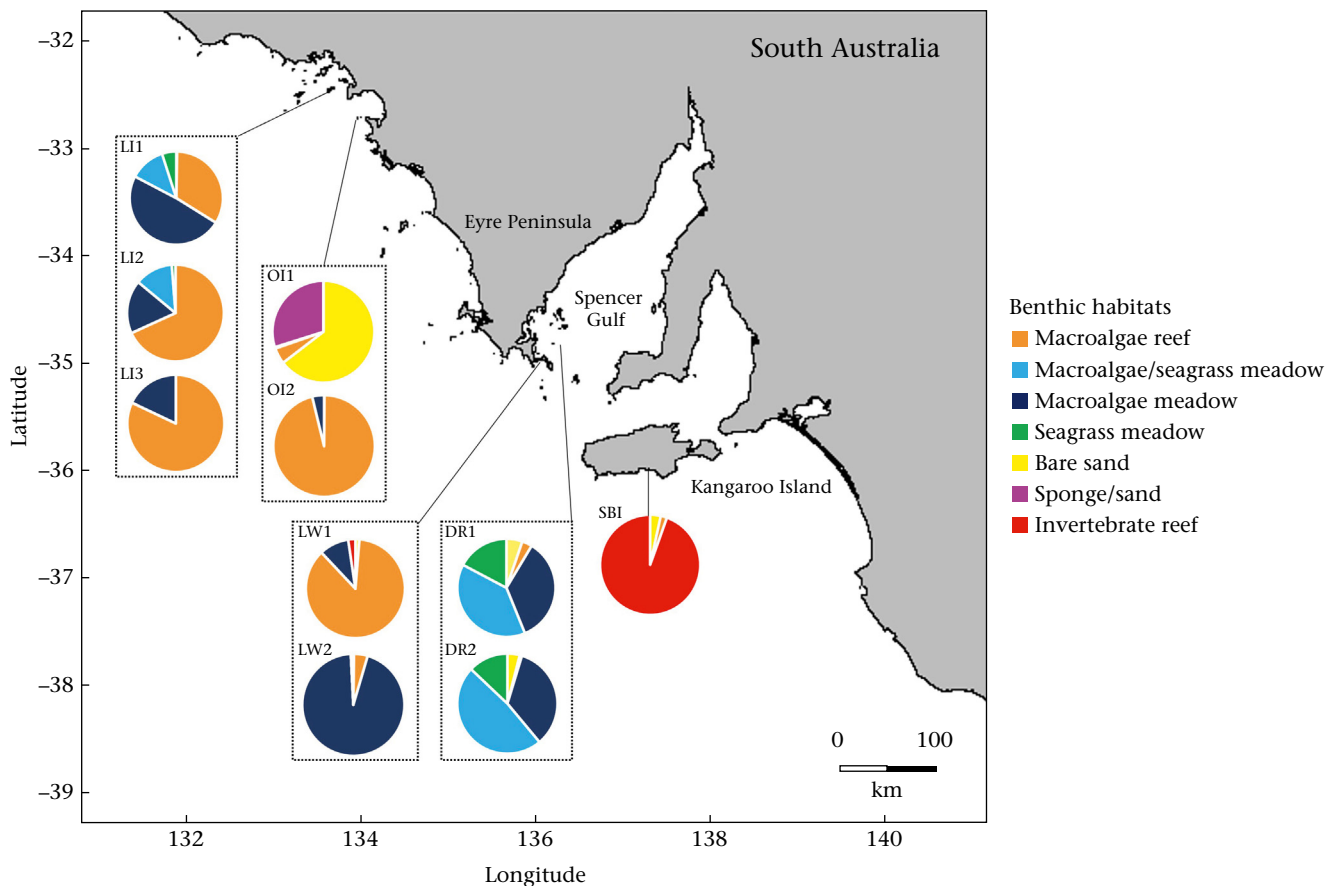 South Australia
−32
−33
−34
−35
−36
−37
−38
−39
Latitude
132
134
136
138
140
Longitude
LI1
LI2
LI3
OI1
OI2
Eyre Peninsula
Spencer
Gulf
Kangaroo Island
LW1
LW2
DR1
DR2
SBI
0 100
km
Benthic habitats
Macroalgae reef
Macroalgae/seagrass meadow
Macroalgae meadow
Seagrass meadow
Bare sand
Sponge/sand
Invertebrate reef